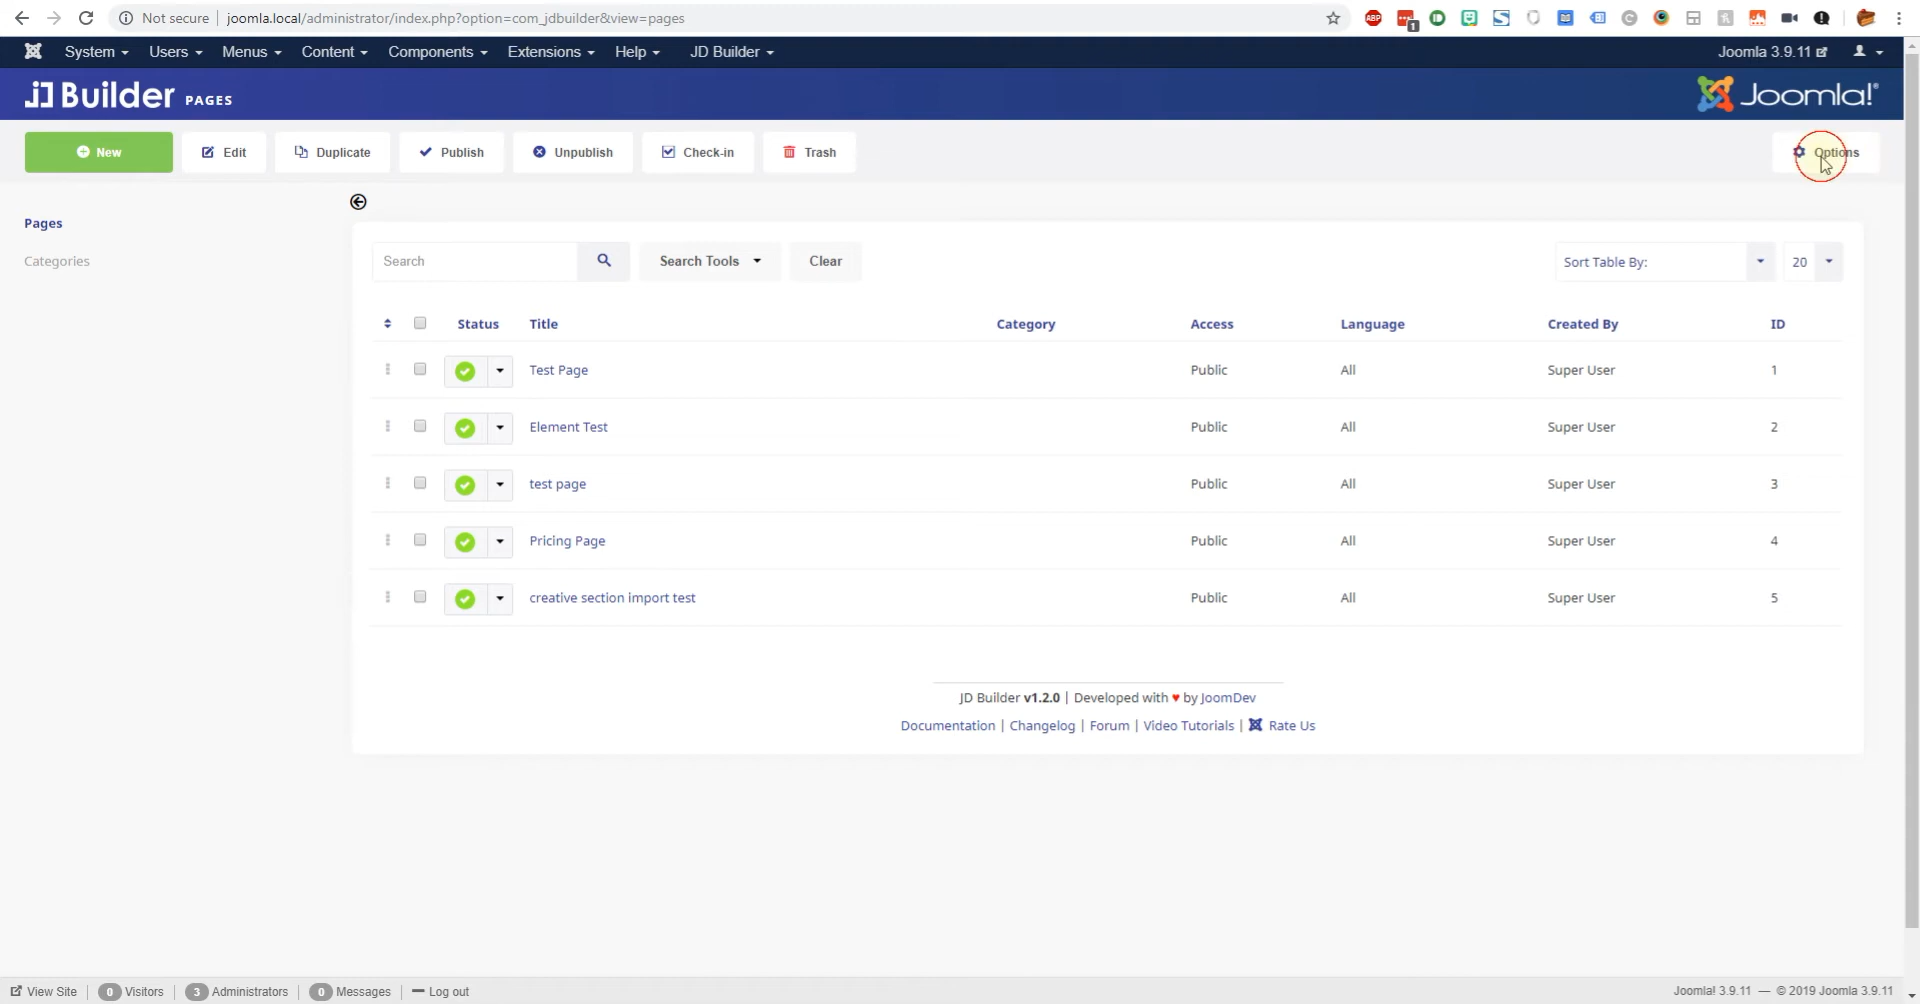 Not secure joomla.local/administrator/index.php?option=com_jdbuilder&view=pages ABP 1
System Users Menus Content Components Extensions Help JD Builder Joomla 3.9.11
JD Builder PAGES Joomla!®
New Edit Duplicate Publish Unpublish Check-in Trash Options
Pages
Categories
Search Search Tools Clear Sort Table By: 20
Status Title Category Access Language Created By ID
Test Page Public All Super User 1
Element Test Public All Super User 2
test page Public All Super User 3
Pricing Page Public All Super User 4
creative section import test Public All Super User 5
JD Builder v1.2.0 | Developed with ♥ by JoomDev
Documentation | Changelog | Forum | Video Tutorials | Rate Us
View Site 0 Visitors 3 Administrators 0 Messages Log out Joomla! 3.9.11 — © 2019 Joomla 3.9.11